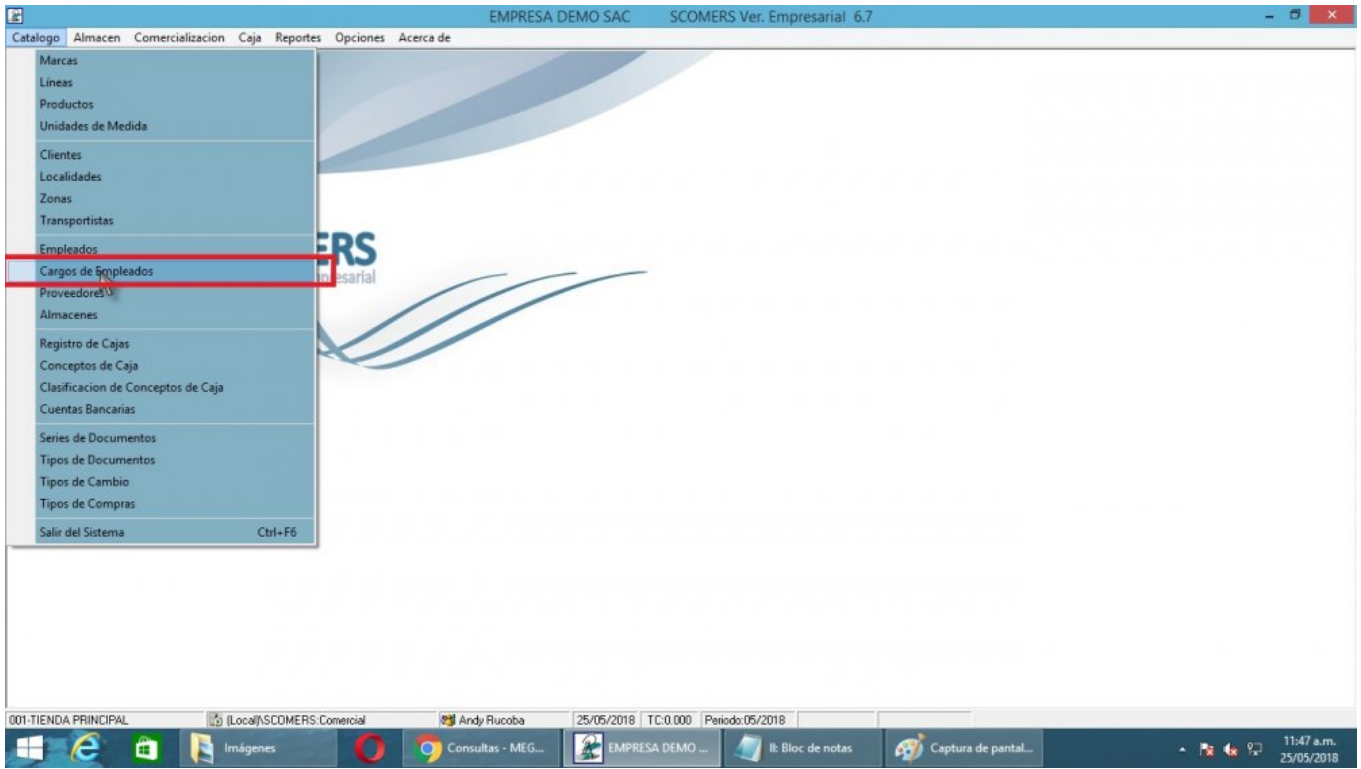 EMPRESA DEMO SAC SCOMERS Ver. Empresarial 6.7
Catalogo Almacen Comercializacion Caja Reportes Opciones Acerca de
Marcas
Líneas
Productos
Unidades de Medida
Clientes
Localidades
Zonas
Transportistas
Empleados
Cargos de Empleados
Proveedores
Almacenes
Registro de Cajas
Conceptos de Caja
Clasificacion de Conceptos de Caja
Cuentas Bancarias
Series de Documentos
Tipos de Documentos
Tipos de Cambio
Tipos de Compras
Salir del Sistema Ctrl+F6
ERS
presarial
001-TIENDA PRINCIPAL (Local)\SCOMERS:Comercial Andy Rucoba 25/05/2018 TC:0.000 Periodo:05/2018
Imágenes Consultas - MEG... EMPRESA DEMO ... II: Bloc de notas Captura de pantal... 11:47 a.m.
25/05/2018